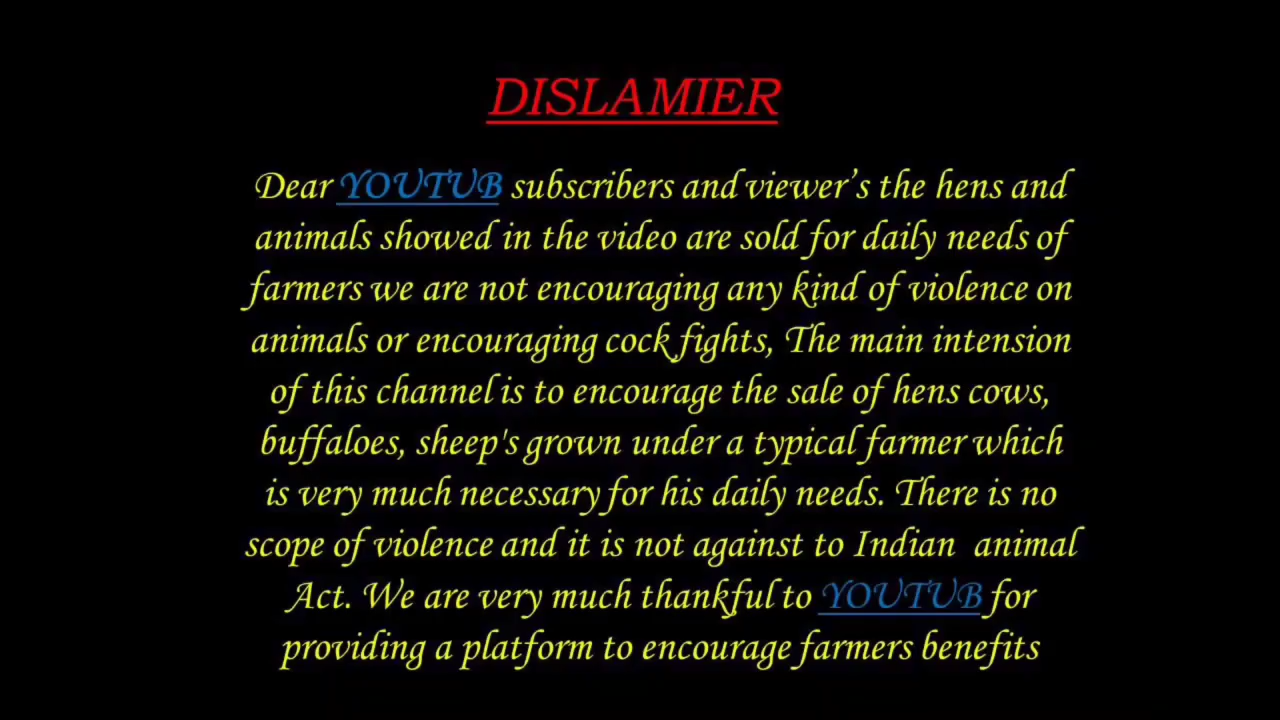 DISLAMIER
Dear YOUTUB subscribers and viewer's the hens and
animals showed in the video are sold for daily needs of
farmers we are not encouraging any kind of violence on
animals or encouraging cock fights, The main intension
of this channel is to encourage the sale of hens cows,
buffaloes, sheep's grown under a typical farmer which
is very much necessary for his daily needs. There is no
scope of violence and it is not against to Indian  animal
Act. We are very much thankful to YOUTUB for
providing a platform to encourage farmers benefits